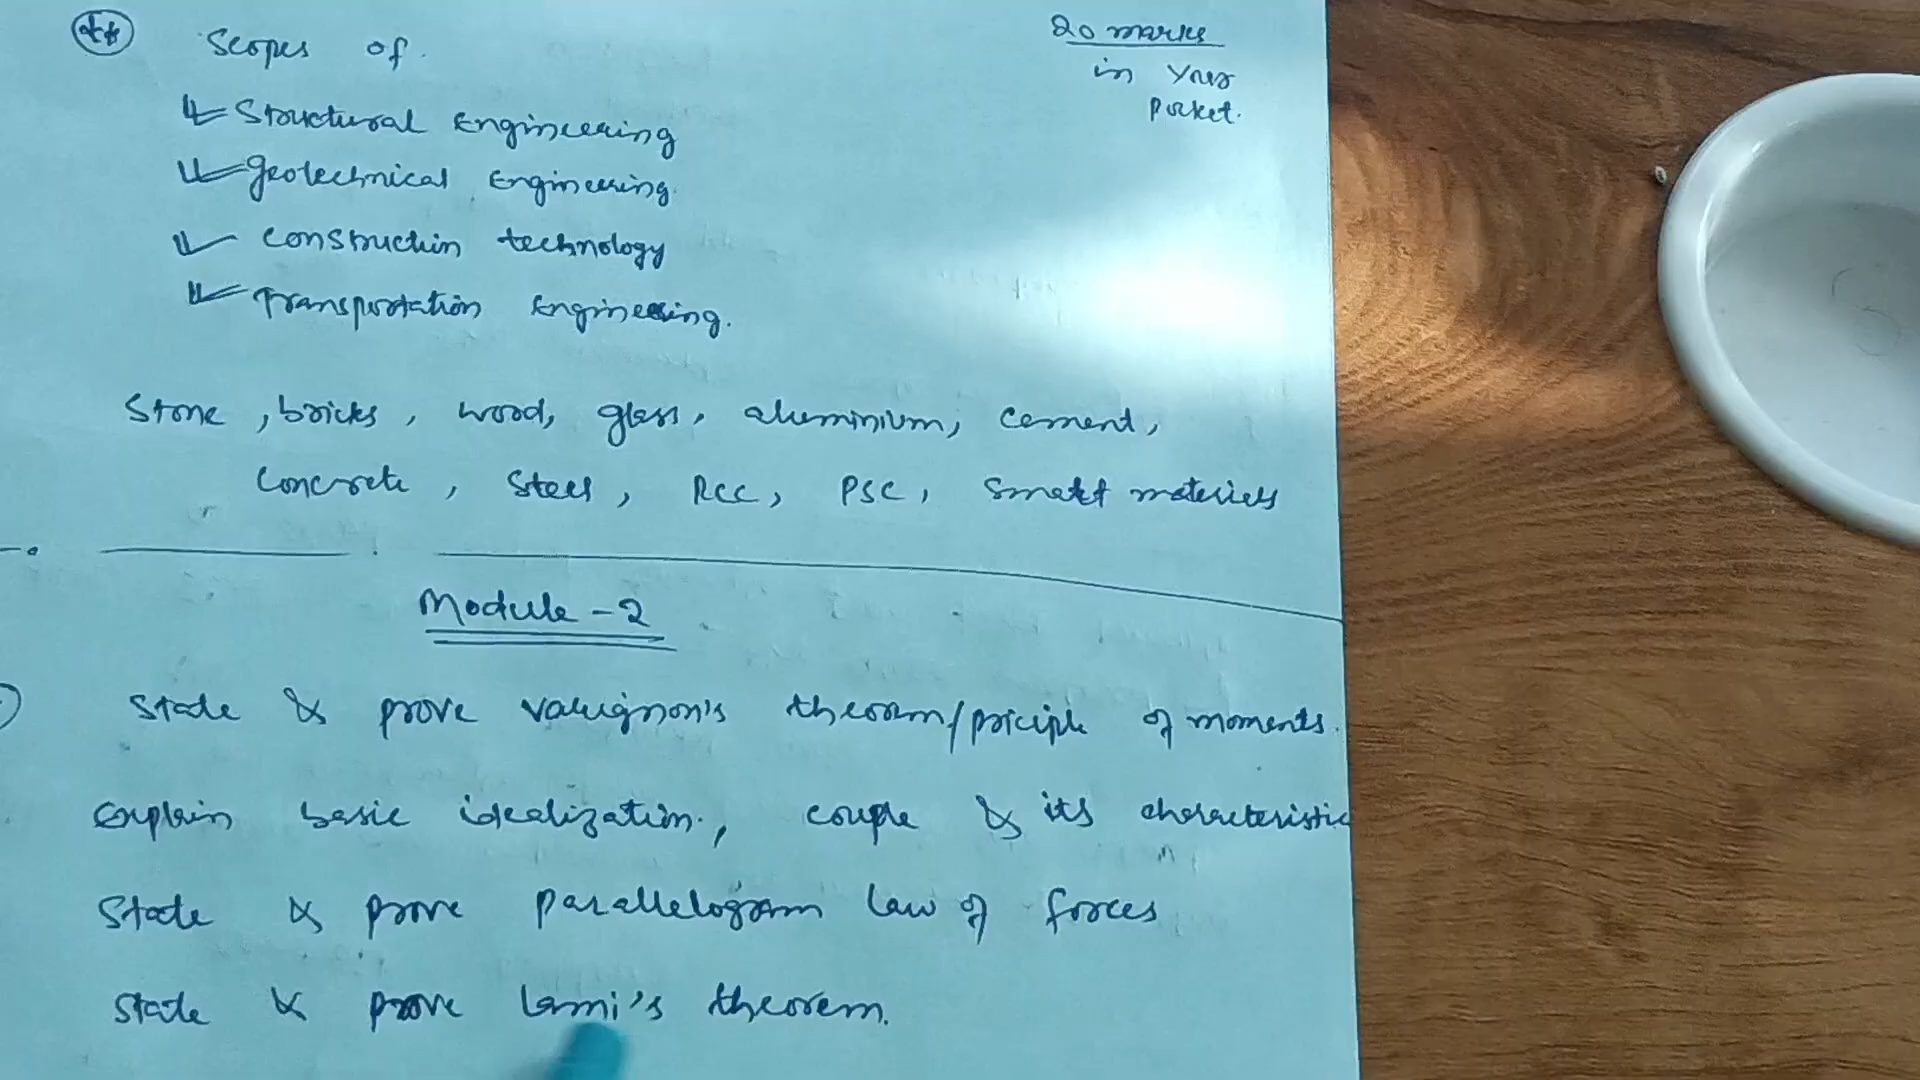 **
Scopes of.
20 marks
in your
pocket.
Structural Engineering
Geotechnical Engineering.
Construction technology
Transportation Engineering.
Stone, bricks, wood, glass, aluminium, cement,
Concrete, Steel, RCC, PSC, Smart materials
Module-2
State & prove varignon's theorem/priciple of moments.
explain basic idealization., couple & its characteristic
State & prove parallelogram law of forces
State & prove Lami's theorem.